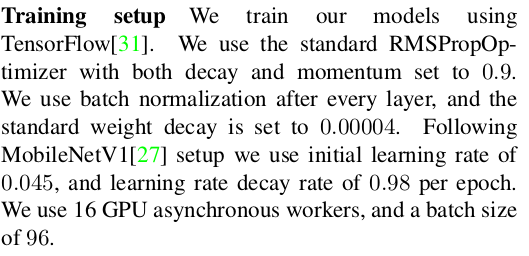 Training setup We train our models using
TensorFlow[31]. We use the standard RMSPropOp-
timizer with both decay and momentum set to 0.9.
We use batch normalization after every layer, and the
standard weight decay is set to 0.00004. Following
MobileNetV1[27] setup we use initial learning rate of
0.045, and learning rate decay rate of 0.98 per epoch.
We use 16 GPU asynchronous workers, and a batch size
of 96.